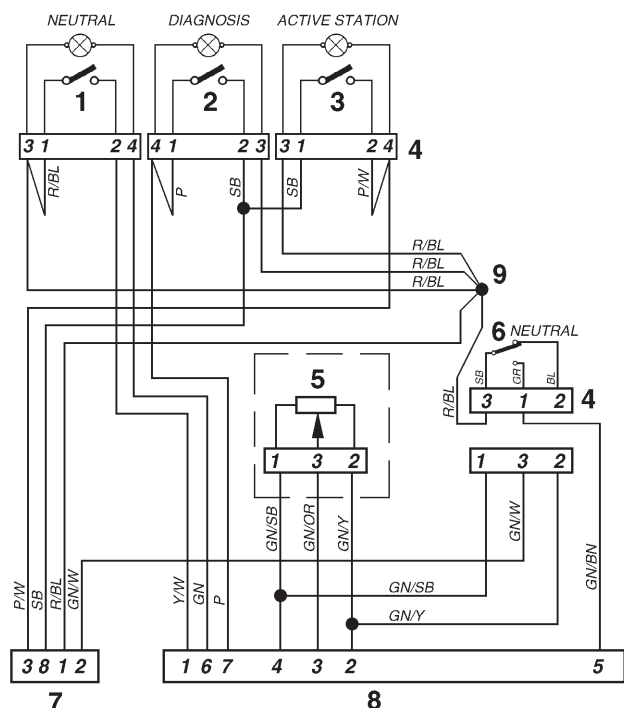 NEUTRAL DIAGNOSIS ACTIVE STATION
1 2 3
3 1 2 4 4 1 2 3 3 1 2 4 4
R/BL P SB SB P/W
R/BL
R/BL
R/BL
9
6 NEUTRAL
SB GR BL
R/BL
3 1 2 4
5
1 3 2
1 3 2
GN/SB GN/OR GN/Y
GN/W
GN/SB
GN/Y
GN/BN
P/W SB R/BL GN/W
Y/W GN P
3 8 1 2
1 6 7 4 3 2 5
7 8